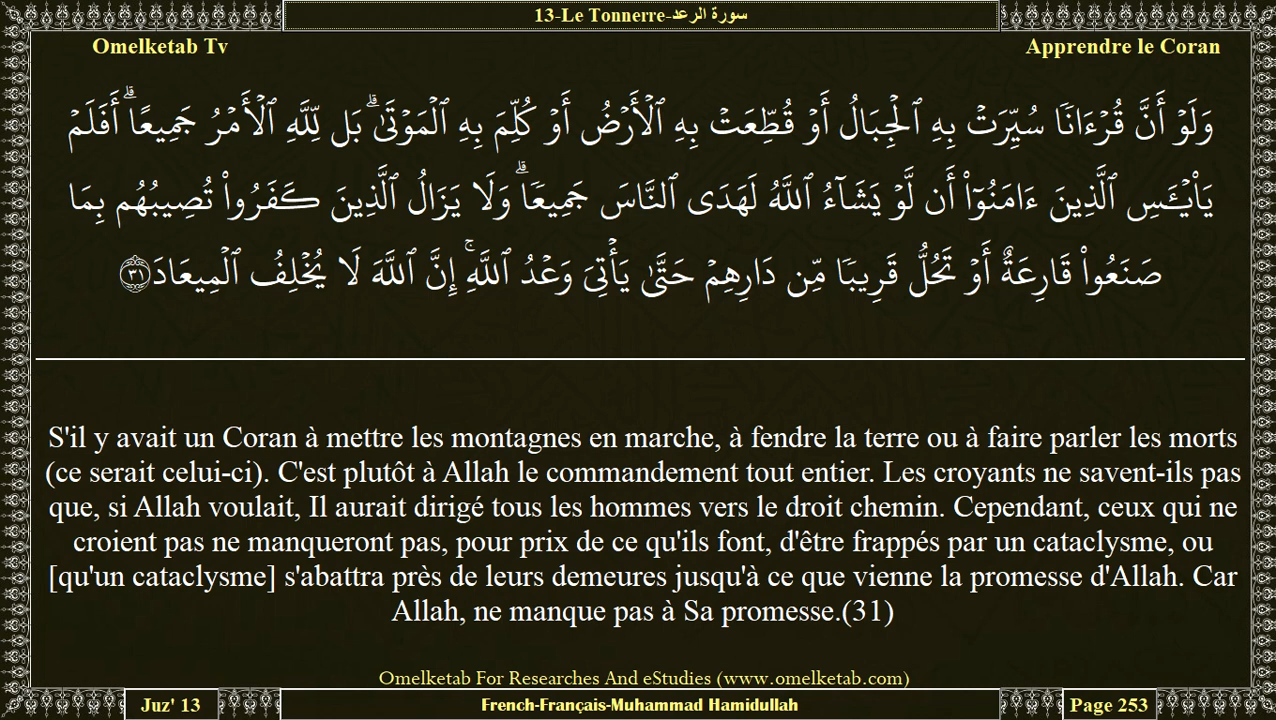 13-Le Tonnerre-سورة الرعد
Omelketab Tv
Apprendre le Coran
وَلَوْ أَنَّ قُرْءَانًا سُيِّرَتْ بِهِ ٱلْجِبَالُ أَوْ قُطِّعَتْ بِهِ ٱلْأَرْضُ أَوْ كُلِّمَ بِهِ ٱلْمَوْتَىٰ ۗ بَل لِّلَّهِ ٱلْأَمْرُ جَمِيعًا ۗ أَفَلَمْ
يَا۟يْـَٔسِ ٱلَّذِينَ ءَامَنُوٓا۟ أَن لَّوْ يَشَآءُ ٱللَّهُ لَهَدَى ٱلنَّاسَ جَمِيعًا ۗ وَلَا يَزَالُ ٱلَّذِينَ كَفَرُوا۟ تُصِيبُهُم بِمَا
صَنَعُوا۟ قَارِعَةٌ أَوْ تَحُلُّ قَرِيبًا مِّن دَارِهِمْ حَتَّىٰ يَأْتِىَ وَعْدُ ٱللَّهِ ۚ إِنَّ ٱللَّهَ لَا يُخْلِفُ ٱلْمِيعَادَ ٣١
S'il y avait un Coran à mettre les montagnes en marche, à fendre la terre ou à faire parler les morts
(ce serait celui-ci). C'est plutôt à Allah le commandement tout entier. Les croyants ne savent-ils pas
que, si Allah voulait, Il aurait dirigé tous les hommes vers le droit chemin. Cependant, ceux qui ne
croient pas ne manqueront pas, pour prix de ce qu'ils font, d'être frappés par un cataclysme, ou
[qu'un cataclysme] s'abattra près de leurs demeures jusqu'à ce que vienne la promesse d'Allah. Car
Allah, ne manque pas à Sa promesse.(31)
Omelketab For Researches And eStudies (www.omelketab.com)
Juz' 13
French-Français-Muhammad Hamidullah
Page 253